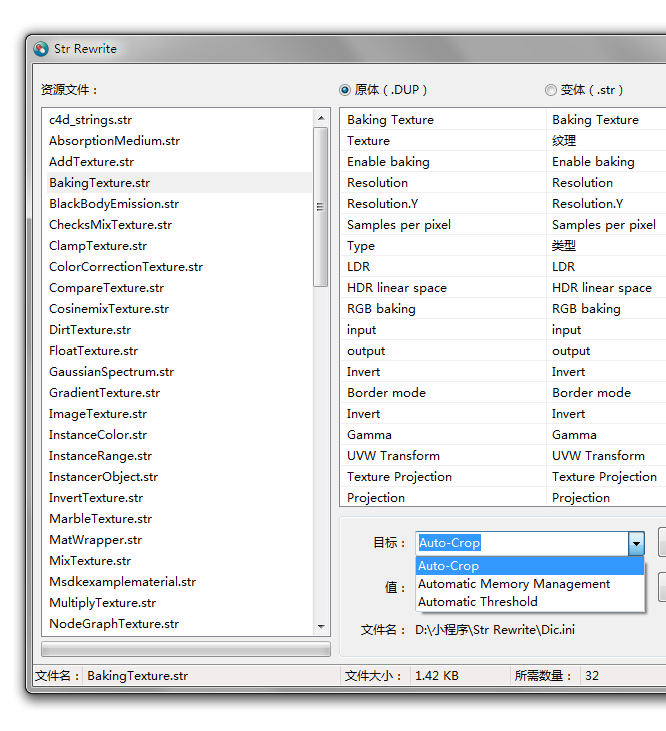 Str Rewrite
资源文件：
原体（.DUP）
变体（.str）
c4d_strings.str
AbsorptionMedium.str
AddTexture.str
BakingTexture.str
BlackBodyEmission.str
ChecksMixTexture.str
ClampTexture.str
ColorCorrectionTexture.str
CompareTexture.str
CosinemixTexture.str
DirtTexture.str
FloatTexture.str
GaussianSpectrum.str
GradientTexture.str
ImageTexture.str
InstanceColor.str
InstanceRange.str
InstancerObject.str
InvertTexture.str
MarbleTexture.str
MatWrapper.str
MixTexture.str
Msdkexamplematerial.str
MultiplyTexture.str
NodeGraphTexture.str
Baking Texture Baking Texture
Texture 纹理
Enable baking Enable baking
Resolution Resolution
Resolution.Y Resolution.Y
Samples per pixel Samples per pixel
Type 类型
LDR LDR
HDR linear space HDR linear space
RGB baking RGB baking
input input
output output
Invert Invert
Border mode Border mode
Invert Invert
Gamma Gamma
UVW Transform UVW Transform
Texture Projection Texture Projection
Projection Projection
目标： Auto-Crop
Auto-Crop
Automatic Memory Management
Automatic Threshold
值：
文件名： D:\小程序\Str Rewrite\Dic.ini
文件名： BakingTexture.str 文件大小： 1.42 KB 所需数量： 32